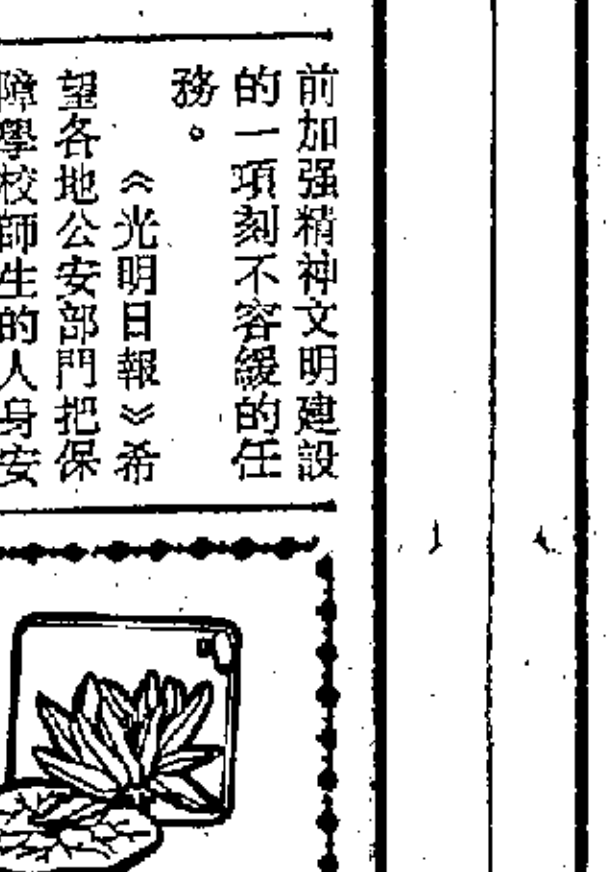 前加强精神文明建設
的一項刻不容緩的任
務。
《光明日報》希
望各地公安部門把保
障學校師生的人身安